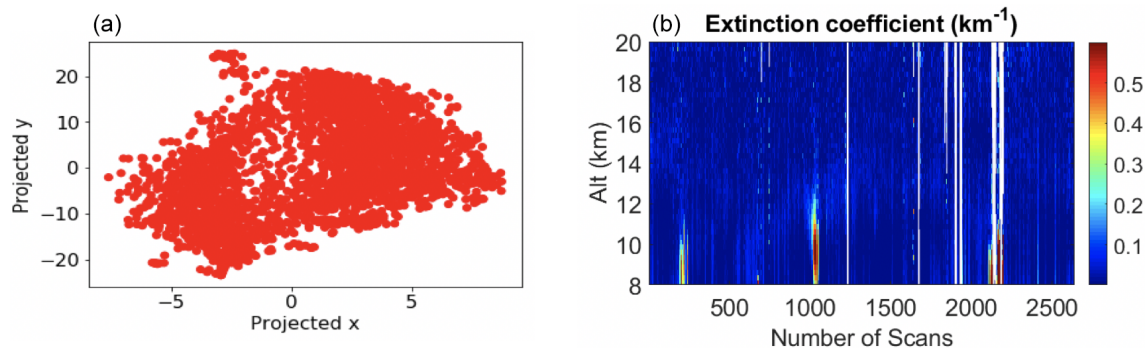 (a)
20
10
0
−10
−20
Projected y
−5
0
5
Projected x
(b) Extinction coefficient (km-1)
20
18
16
14
12
10
8
Alt (km)
500 1000 1500 2000 2500
Number of Scans
0.5
0.4
0.3
0.2
0.1